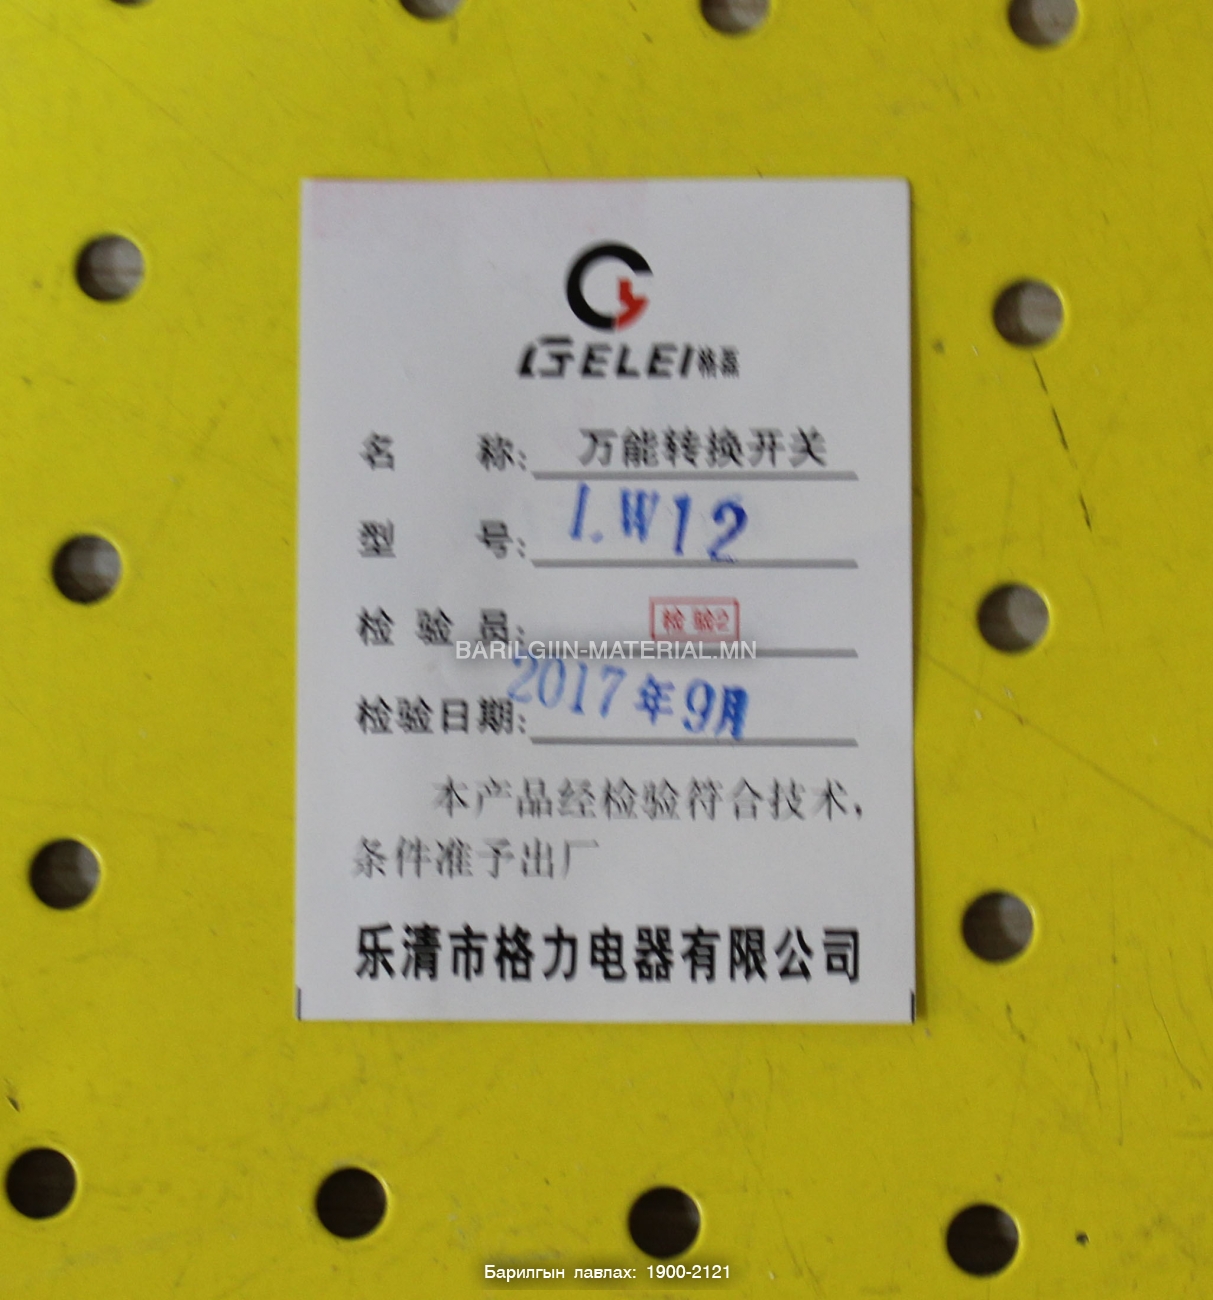 GELEI格磊
名 称: 万能转换开关
型 号: LW12
检 验 员: 检验2
BARILGIIN-MATERIAL.MN
检验日期: 2017年9月
本产品经检验符合技术,
条件准予出厂
乐清市格力电器有限公司
Барилгын лавлах: 1900-2121